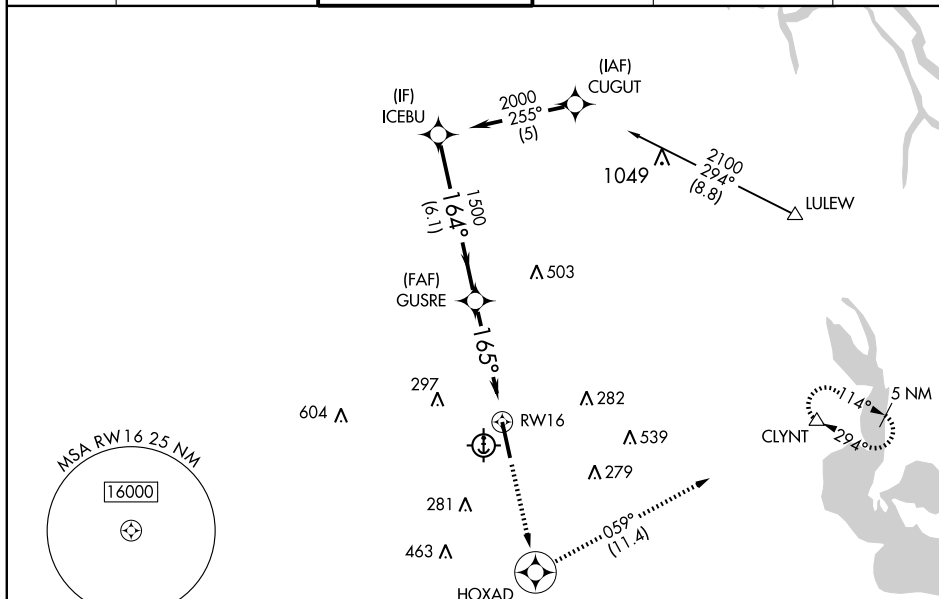 (IAF)
CUGUT
(IF)
ICEBU
2000
255°
(5)
1049
2100
294°
(8.8)
LULEW
1500
164°
(6.1)
(FAF)
GUSRE
503
165°
297
604
282
RW16
539
279
5 NM
114°
CLYNT
294°
MSA RW16 25 NM
16000
281
463
059°
(11.4)
HOXAD